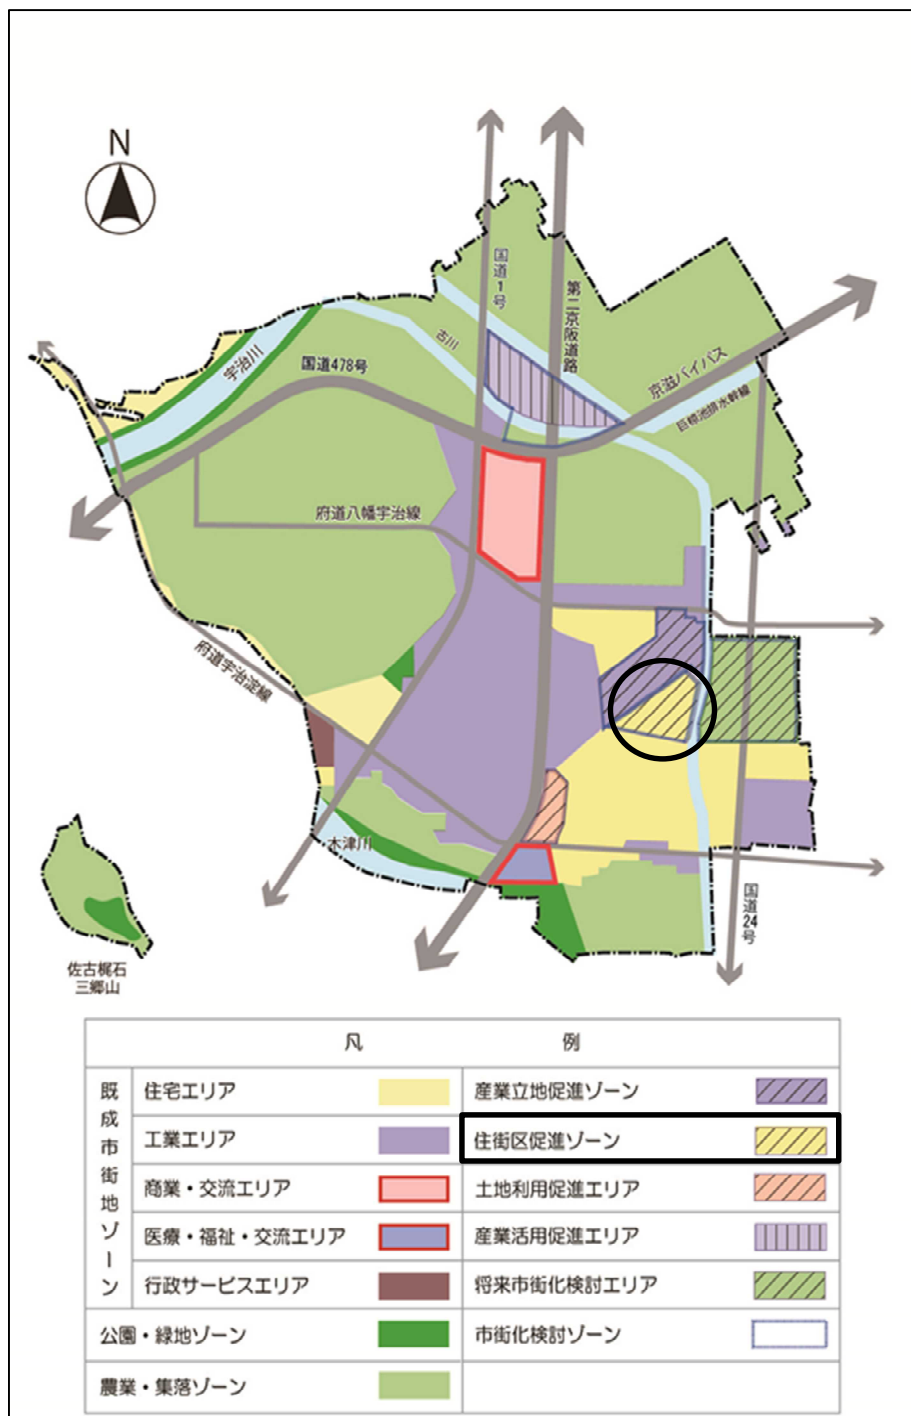 N
国道1号
第二京阪道路
古川
宇治川
国道478号
京滋バイパス
巨椋池排水幹線
府道八幡宇治線
府道宇治淀線
木津川
国道24号
佐古梶石
三郷山
凡 例
既成市街地ゾーン
住宅エリア
産業立地促進ゾーン
工業エリア
住街区促進ゾーン
商業・交流エリア
土地利用促進エリア
医療・福祉・交流エリア
産業活用促進エリア
行政サービスエリア
将来市街化検討エリア
公園・緑地ゾーン
市街化検討ゾーン
農業・集落ゾーン